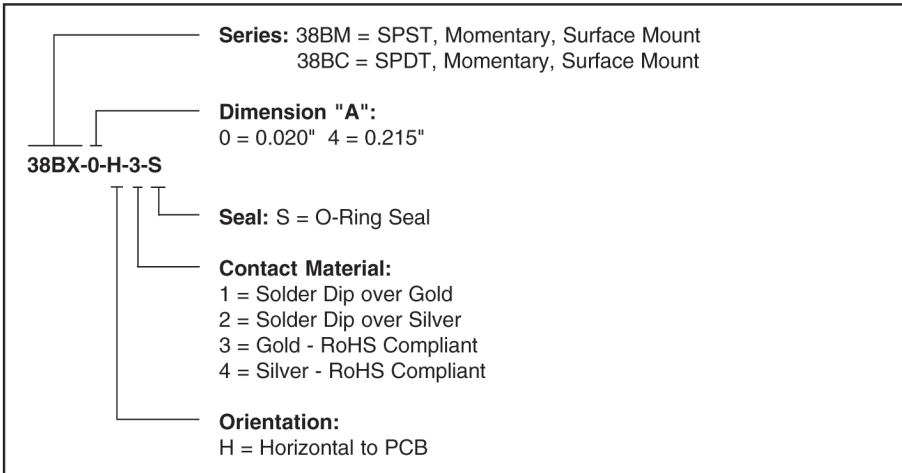 Series: 38BM = SPST, Momentary, Surface Mount
38BC = SPDT, Momentary, Surface Mount
Dimension "A":
0 = 0.020" 4 = 0.215"
38BX-0-H-3-S
Seal: S = O-Ring Seal
Contact Material:
1 = Solder Dip over Gold
2 = Solder Dip over Silver
3 = Gold - RoHS Compliant
4 = Silver - RoHS Compliant
Orientation:
H = Horizontal to PCB